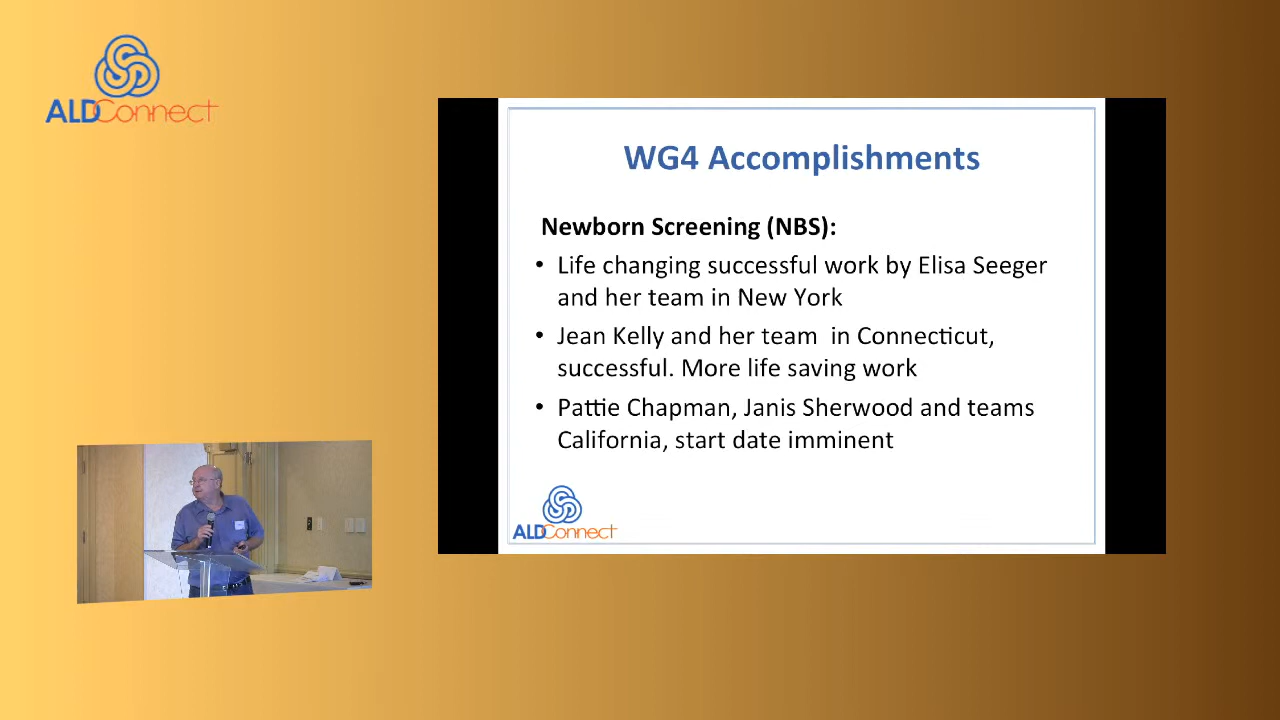 ALDConnect
WG4 Accomplishments
Newborn Screening (NBS):
• Life changing successful work by Elisa Seeger
and her team in New York
• Jean Kelly and her team  in Connecticut,
successful. More life saving work
• Pattie Chapman, Janis Sherwood and teams
California, start date imminent
ALDConnect